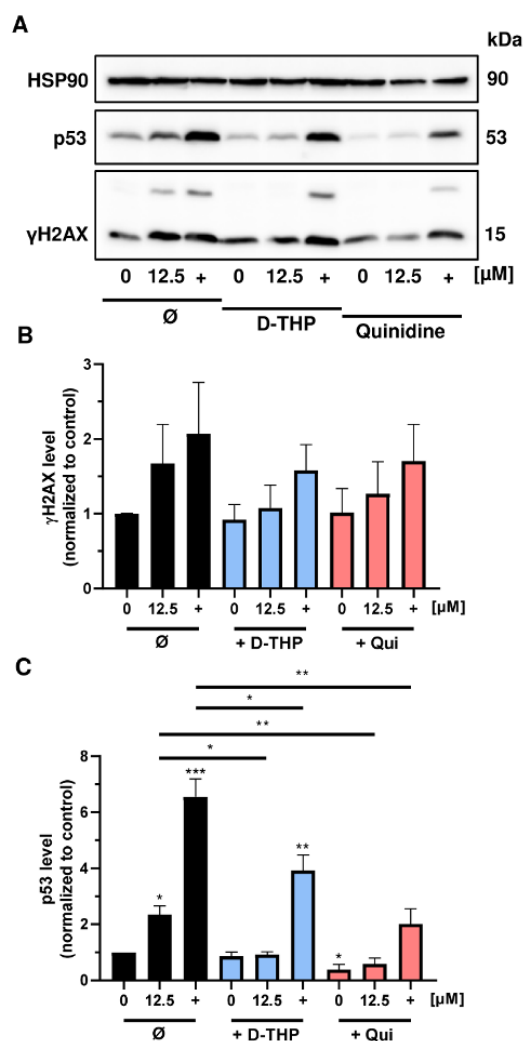 A
kDa
HSP90 90
p53 53
γH2AX 15
0 12.5 + 0 12.5 + 0 12.5 + [µM]
Ø D-THP Quinidine
B
γH2AX level
(normalized to control)
3
2
1
0
0 12.5 + 0 12.5 + 0 12.5 + [µM]
Ø + D-THP + Qui
C
**
*
**
*
p53 level
(normalized to control)
8
6
4
2
0
* *** ** *
0 12.5 + 0 12.5 + 0 12.5 + [µM]
Ø + D-THP + Qui